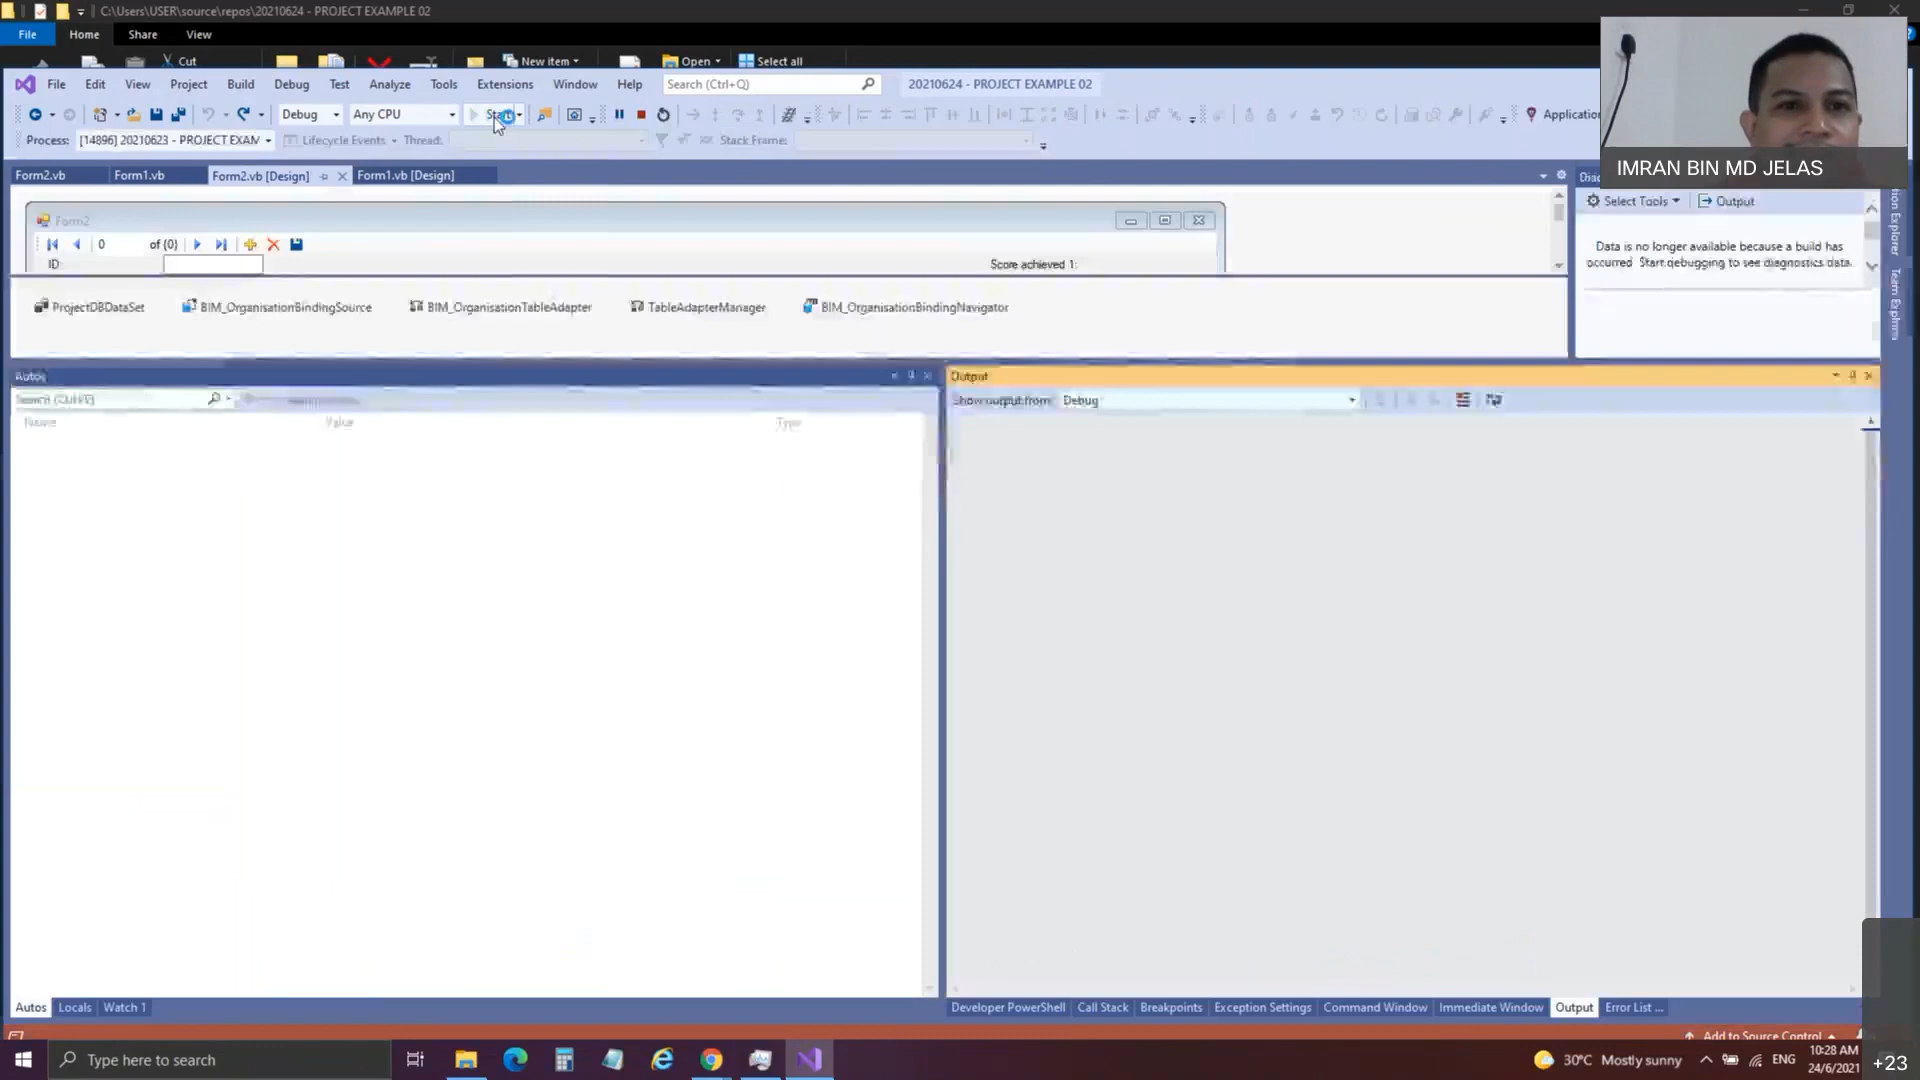 C:\Users\USER\source\repos\20210624 - PROJECT EXAMPLE 02
File Home Share View
Cut New item Open Select all
File Edit View Project Build Debug Test Analyze Tools Extensions Window Help Search (Ctrl+Q) 20210624 - PROJECT EXAMPLE 02
Debug Any CPU
Process: [14896] 20210623 - PROJECT EXAM Lifecycle Events Thread: Stack Frame:
IMRAN BIN MD JELAS
Form2.vb Form1.vb Form2.vb [Design] Form1.vb [Design]
Select Tools Output
Form2
0 of {0}
ID: Score achieved 1:
Data is no longer available because a build has
occurred. Start debugging to see diagnostics data.
ProjectDBDataSet BIM_OrganisationBindingSource BIM_OrganisationTableAdapter TableAdapterManager BIM_OrganisationBindingNavigator
Autos Output
Show output from: Debug
Name Value Type
Autos Locals Watch 1
Developer PowerShell Call Stack Breakpoints Exception Settings Command Window Immediate Window Output Error List ...
Add to Source Control
Type here to search 30°C Mostly sunny ENG 10:28 AM
24/6/2021
+23